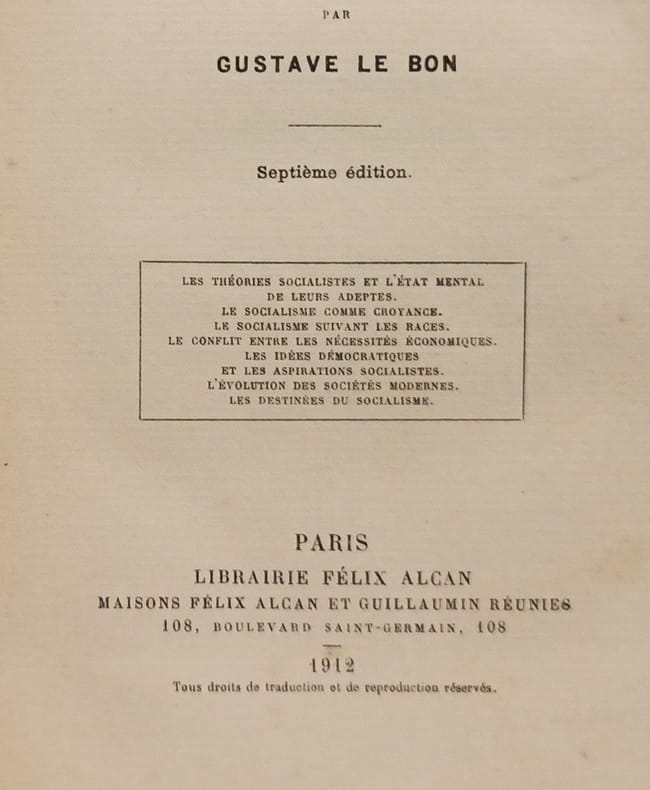 PAR
GUSTAVE LE BON
Septième édition.
LES THÉORIES SOCIALISTES ET L'ÉTAT MENTAL
DE LEURS ADEPTES.
LE SOCIALISME COMME CROYANCE.
LE SOCIALISME SUIVANT LES RACES.
LE CONFLIT ENTRE LES NÉCESSITÉS ÉCONOMIQUES.
LES IDÉES DÉMOCRATIQUES
ET LES ASPIRATIONS SOCIALISTES.
L'ÉVOLUTION DES SOCIÉTÉS MODERNES.
LES DESTINÉES DU SOCIALISME.
PARIS
LIBRAIRIE FÉLIX ALCAN
MAISONS FÉLIX ALCAN ET GUILLAUMIN RÉUNIES
108, BOULEVARD SAINT-GERMAIN, 108
1912
Tous droits de traduction et de reproduction réservés.